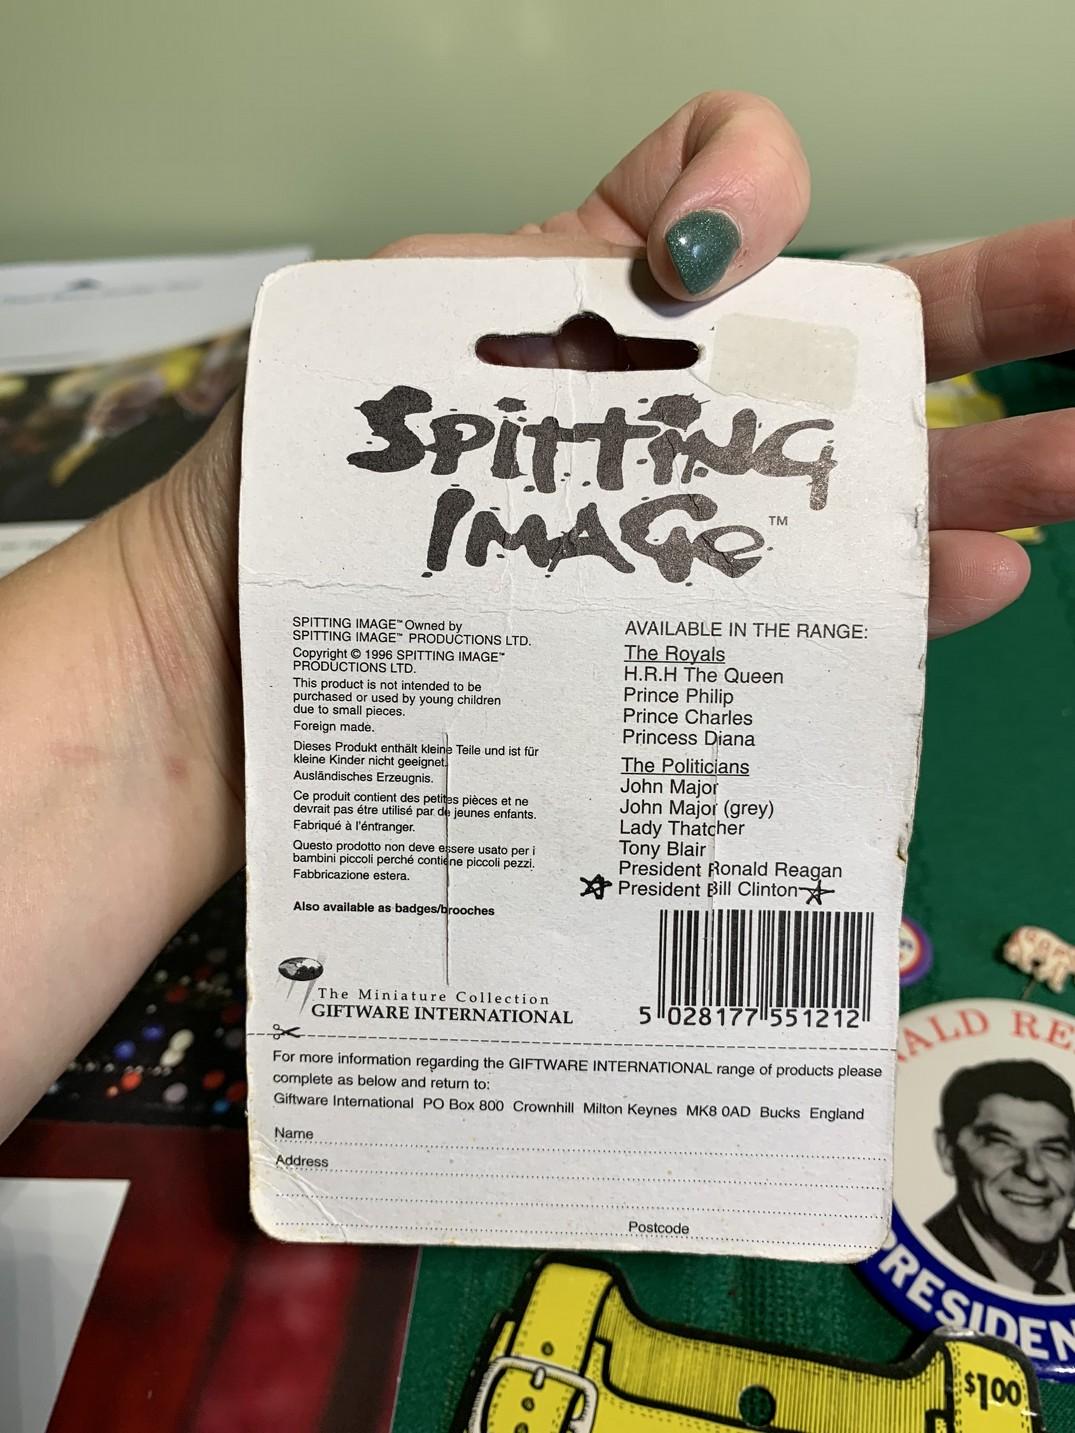 SPITTING
IMAGE™
SPITTING IMAGE™ Owned by
SPITTING IMAGE™ PRODUCTIONS LTD.
Copyright © 1996 SPITTING IMAGE™
PRODUCTIONS LTD.
This product is not intended to be
purchased or used by young children
due to small pieces.
Foreign made.
Dieses Produkt enthält kleine Teile und ist für
kleine Kinder nicht geeignet.
Ausländisches Erzeugnis.
Ce produit contient des petites pièces et ne
devrait pas étre utilisé par de jeunes enfants.
Fabriqué à l'éntranger.
Questo prodotto non deve essere usato per i
bambini piccoli perché contiene piccoli pezzi.
Fabbricazione estera.
Also available as badges/brooches
The Miniature Collection
GIFTWARE INTERNATIONAL
AVAILABLE IN THE RANGE:
The Royals
H.R.H The Queen
Prince Philip
Prince Charles
Princess Diana
The Politicians
John Major
John Major (grey)
Lady Thatcher
Tony Blair
President Ronald Reagan
President Bill Clinton
5 028177 551212
For more information regarding the GIFTWARE INTERNATIONAL range of products please
complete as below and return to:
Giftware International PO Box 800 Crownhill Milton Keynes MK8 0AD Bucks England
Name
Address
Postcode
ALD RE
PRESIDEN
$1.00